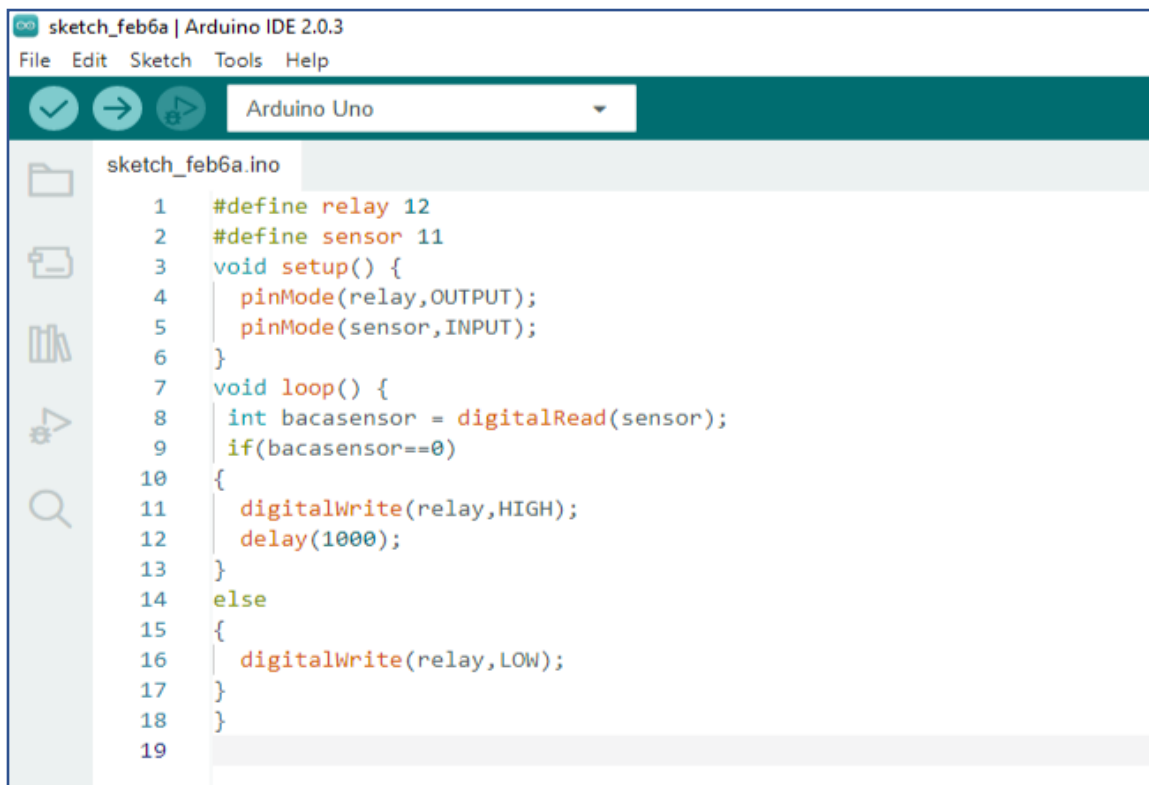 sketch_feb6a | Arduino IDE 2.0.3
File Edit Sketch Tools Help
Arduino Uno
sketch_feb6a.ino
1 #define relay 12
2 #define sensor 11
3 void setup() {
4 pinMode(relay,OUTPUT);
5 pinMode(sensor,INPUT);
6 }
7 void loop() {
8 int bacasensor = digitalRead(sensor);
9 if(bacasensor==0)
10 {
11 digitalWrite(relay,HIGH);
12 delay(1000);
13 }
14 else
15 {
16 digitalWrite(relay,LOW);
17 }
18 }
19